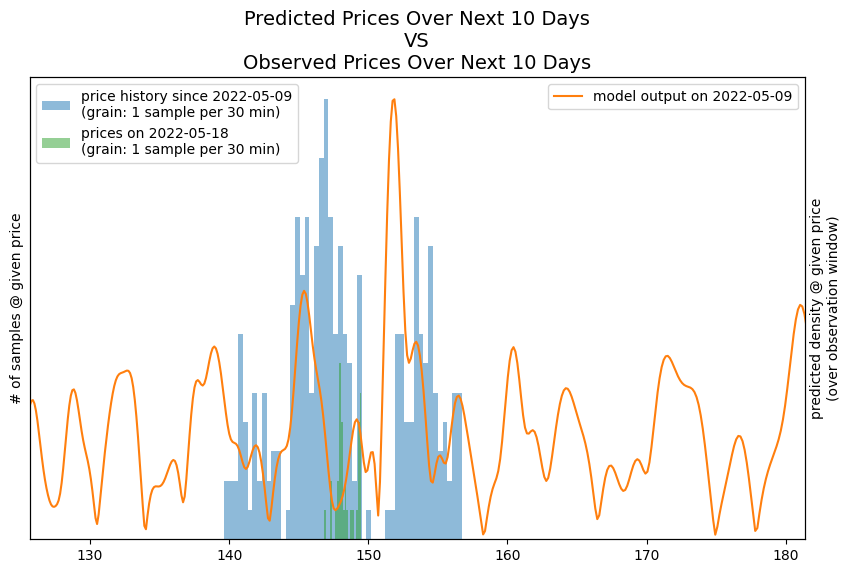 Predicted Prices Over Next 10 Days
VS
Observed Prices Over Next 10 Days
price history since 2022-05-09
(grain: 1 sample per 30 min)
prices on 2022-05-18
(grain: 1 sample per 30 min)
model output on 2022-05-09
# of samples @ given price
predicted density @ given price
(over observation window)
130 140 150 160 170 180